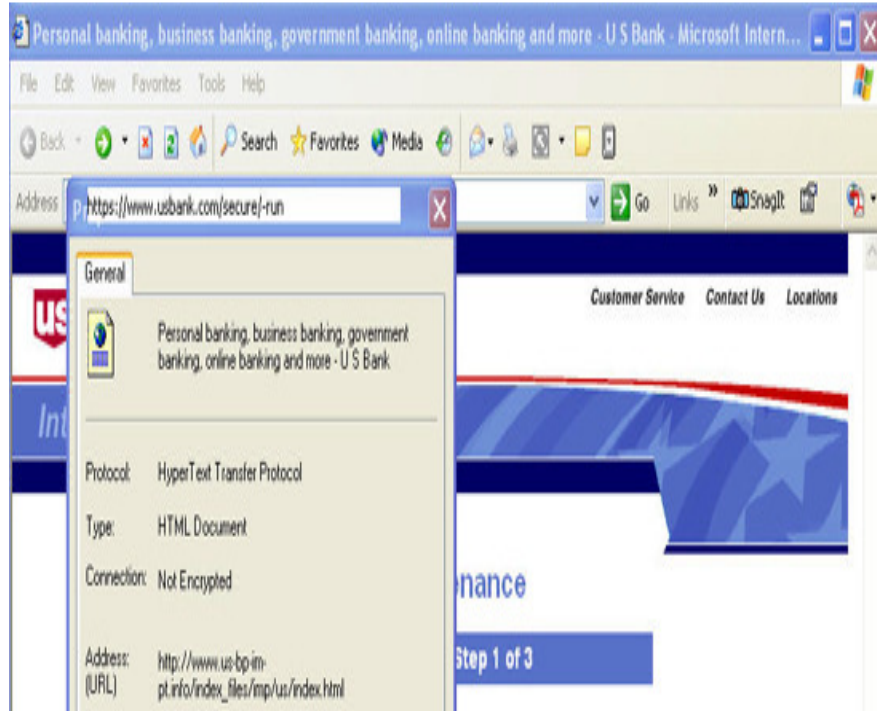 Personal banking, business banking, government banking, online banking and more - U S Bank - Microsoft Intern...
File Edit View Favorites Tools Help
Back Search Favorites Media
Address https://www.usbank.com/secure/-run Go Links » SnagIt
General
Customer Service Contact Us Locations
us
Personal banking, business banking, government
banking, online banking and more - U S Bank
Int
Protocol: HyperText Transfer Protocol
Type: HTML Document
Connection: Not Encrypted
nance
Address: http://www.us-bp-im-
(URL) pt.info/index_files/imp/us/index.html
Step 1 of 3